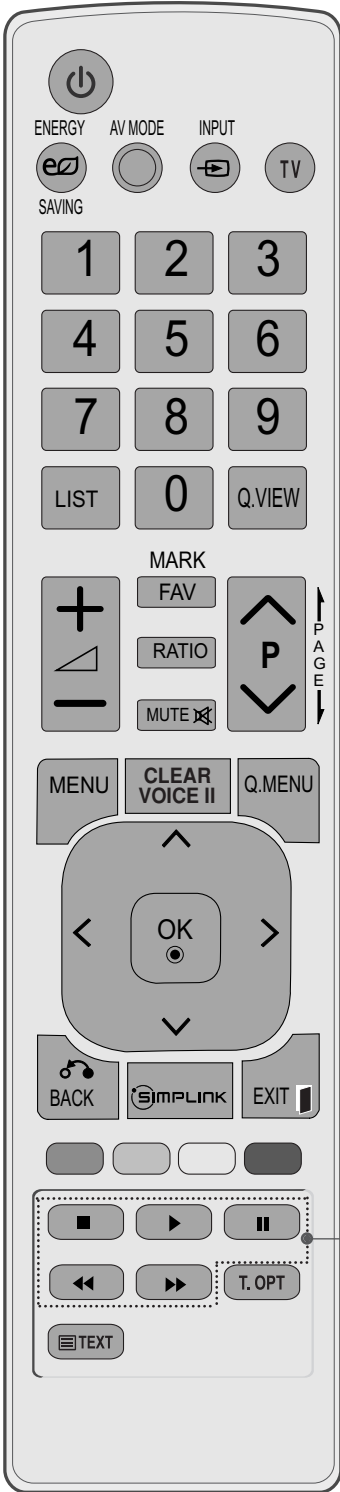 ENERGY AV MODE INPUT
TV
SAVING
1 2 3
4 5 6
7 8 9
LIST 0 Q.VIEW
MARK
FAV
RATIO
P
PAGE
MUTE
MENU CLEAR VOICE II Q.MENU
OK
BACK SIMPLINK EXIT
T. OPT
TEXT